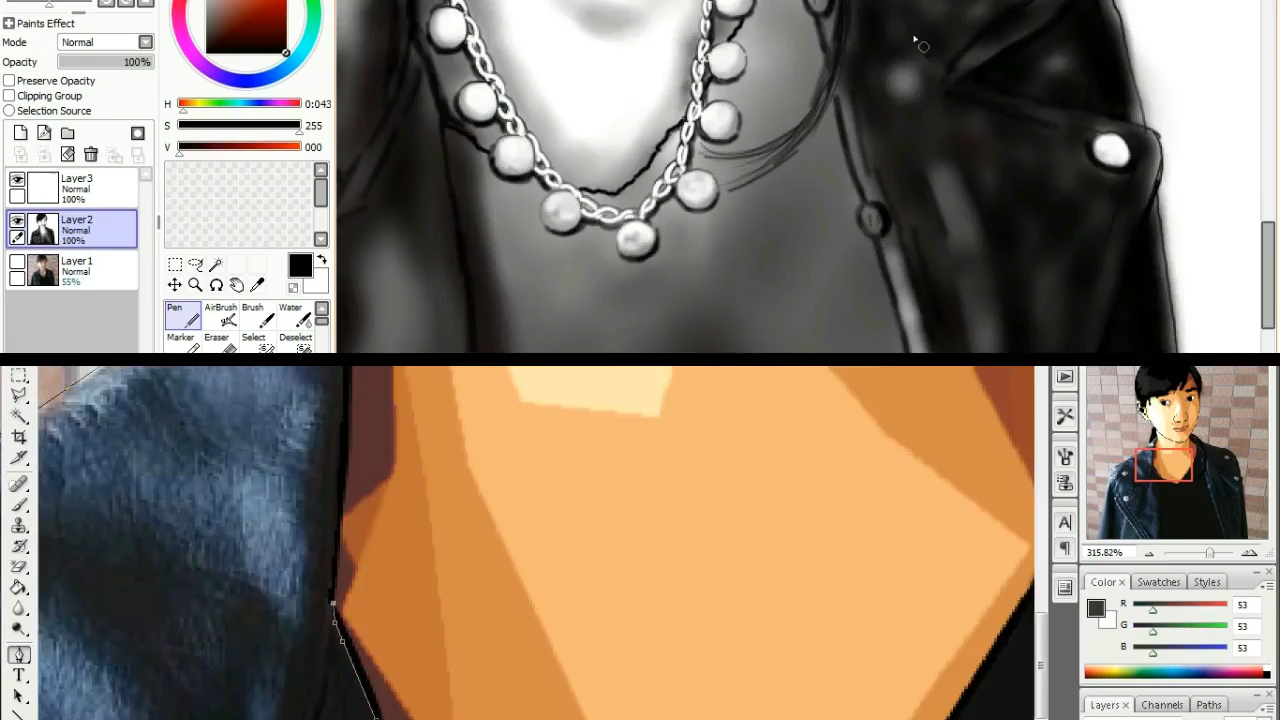 Paints Effect
Mode Normal
Opacity 100%
Preserve Opacity
Clipping Group
Selection Source
Layer3
Normal
100%
Layer2
Normal
100%
Layer1
Normal
55%
H 0:043
S 255
V 000
Pen AirBrush Brush Water
Marker Eraser Select Deselect
315.82%
Color Swatches Styles
R 53
G 53
B 53
Layers Channels Paths